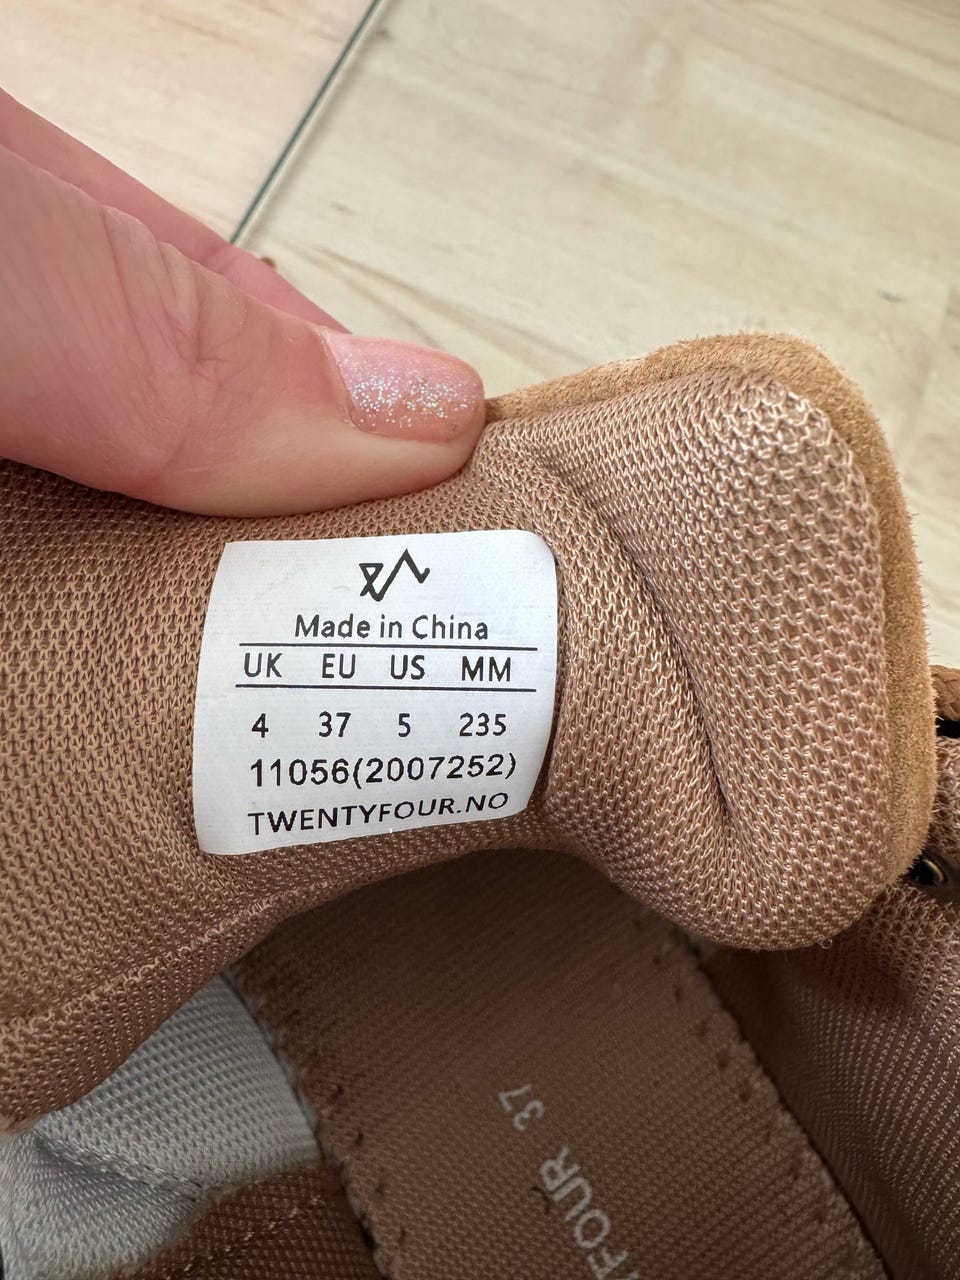 Made in China
UK EU US MM
4 37 5 235
11056(2007252)
TWENTYFOUR.NO
FOUR 37